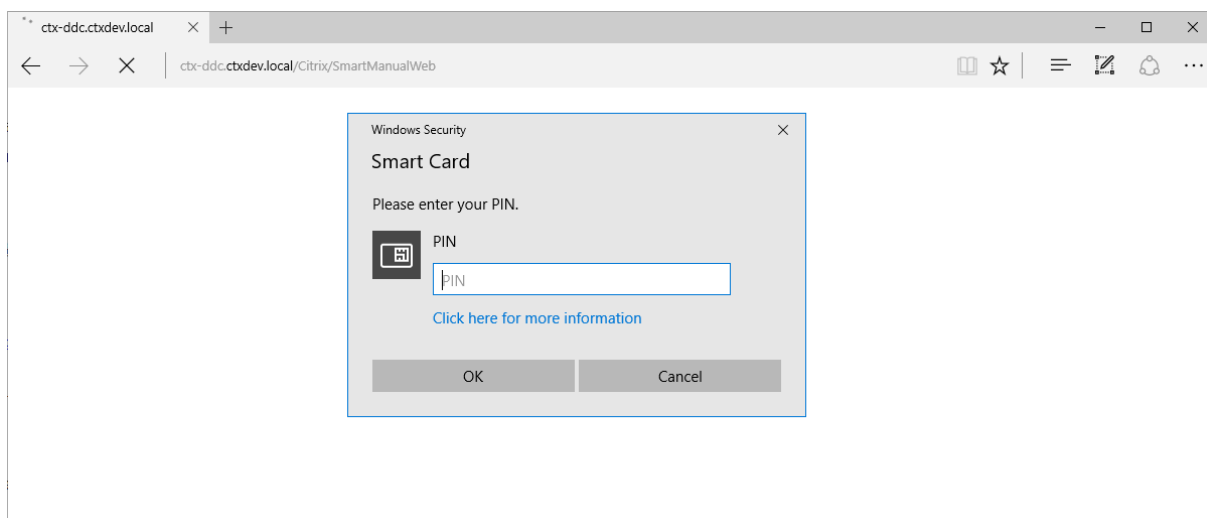 ctx-ddc.ctxdev.local
ctx-ddc.ctxdev.local/Citrix/SmartManualWeb
Windows Security
Smart Card
Please enter your PIN.
PIN
PIN
Click here for more information
OK Cancel